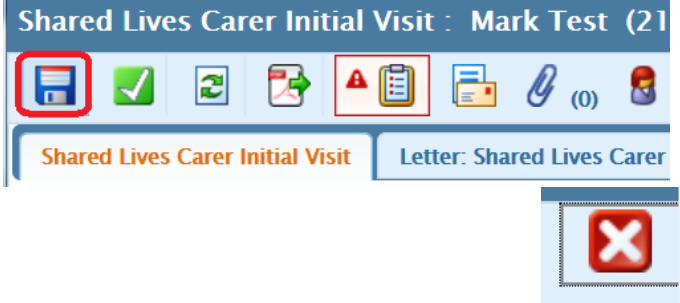 Shared Lives Carer Initial Visit : Mark Test (21
(0)
Shared Lives Carer Initial Visit
Letter: Shared Lives Carer